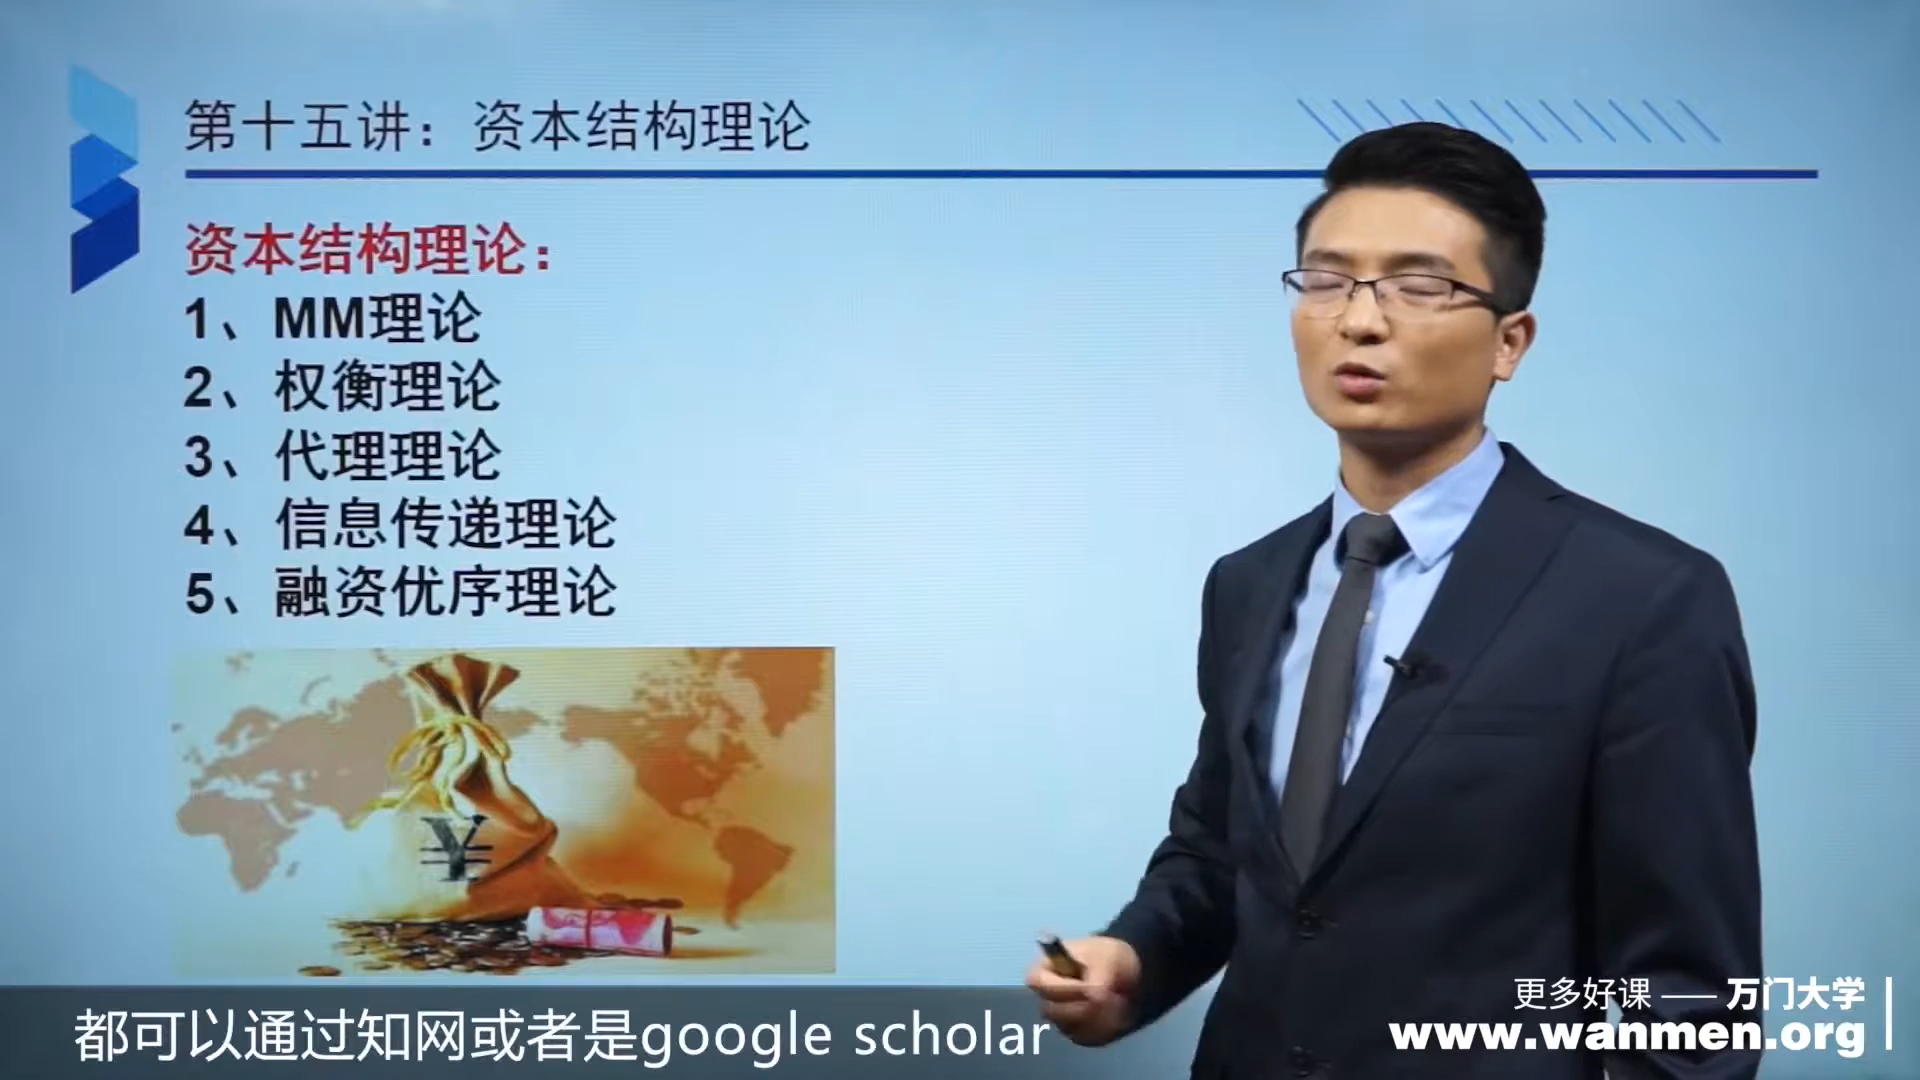 第十五讲：资本结构理论
资本结构理论：
1、MM理论
2、权衡理论
3、代理理论
4、信息传递理论
5、融资优序理论
¥
都可以通过知网或者是google scholar
更多好课 —— 万门大学
www.wanmen.org